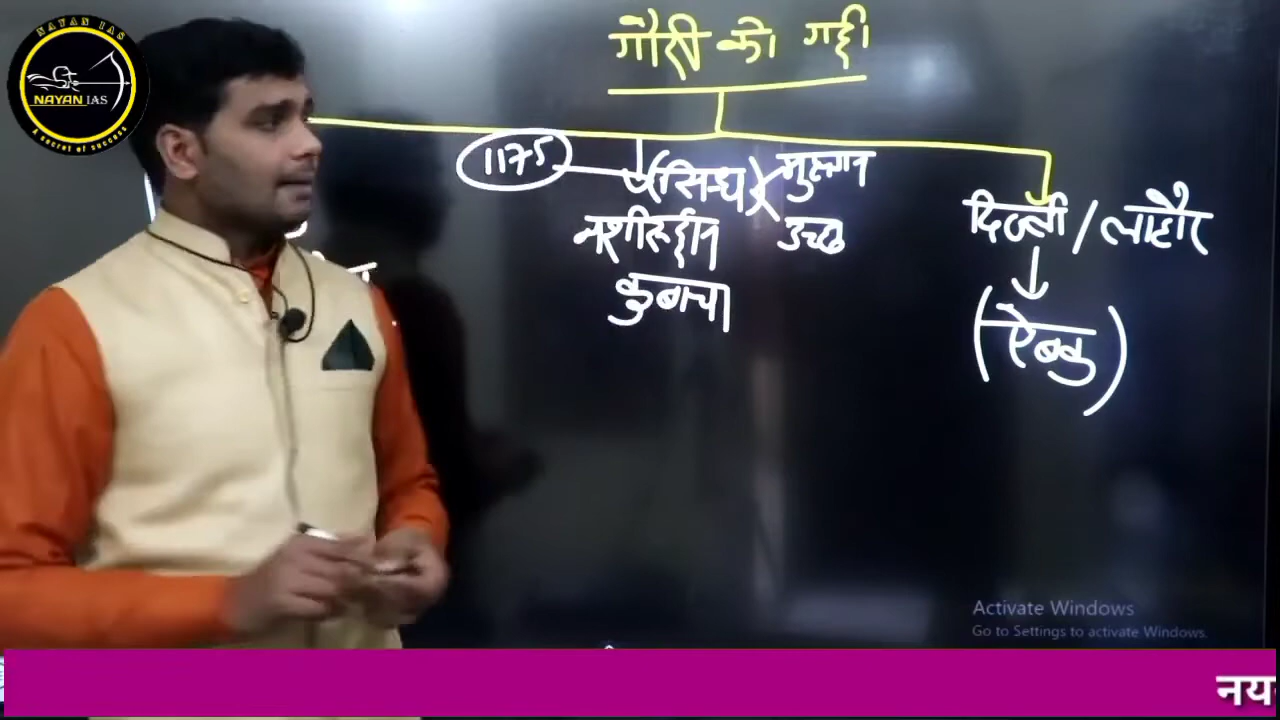 NAYAN IAS
NAYAN IAS
A secret of success
गौरी की गद्दी
1175
(सिन्ध)
मुल्तान
उच्छ
नशीरूद्दीन
कुबाचा
दिल्ली / लाहौर
(ऐबक)
Activate Windows
Go to Settings to activate Windows.
नय